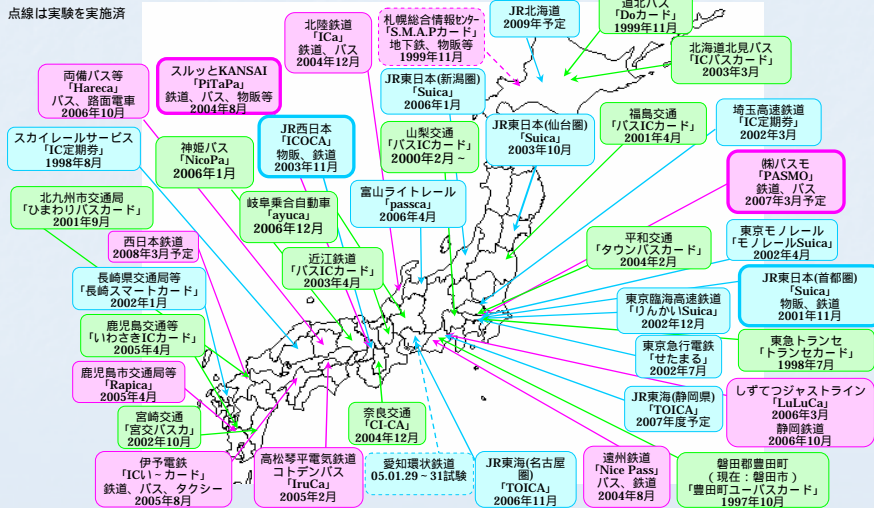 点線は実験を実施済
北陸鉄道
「ICa」
鉄道、バス
2004年12月
札幌総合情報センター
「S.M.A.Pカード」
地下鉄、物販等
1999年11月
JR北海道
2009年予定
道北バス
「Doカード」
1999年11月
北海道北見バス
「ICバスカード」
2003年3月
両備バス等
「Hareca」
バス、路面電車
2006年10月
スルッとKANSAI
「PiTaPa」
鉄道、バス、物販等
2004年8月
JR東日本(新潟圏)
「Suica」
2006年1月
スカイレールサービス
「IC定期券」
1998年8月
神姫バス
「NicoPa」
2006年1月
JR西日本
「ICOCA」
物販、鉄道
2003年11月
山梨交通
「バスICカード」
2000年2月~
JR東日本(仙台圏)
「Suica」
2003年10月
福島交通
「バスICカード」
2001年4月
埼玉高速鉄道
「IC定期券」
2002年3月
㈱パスモ
「PASMO」
鉄道、バス
2007年3月予定
北九州市交通局
「ひまわりバスカード」
2001年9月
岐阜乗合自動車
「ayuca」
2006年12月
富山ライトレール
「passca」
2006年4月
西日本鉄道
2008年3月予定
近江鉄道
「バスICカード」
2003年4月
平和交通
「タウンバスカード」
2004年2月
東京モノレール
「モノレールSuica」
2002年4月
長崎県交通局等
「長崎スマートカード」
2002年1月
東京臨海高速鉄道
「りんかいSuica」
2002年12月
JR東日本(首都圏)
「Suica」
物販、鉄道
2001年11月
鹿児島交通等
「いわさきICカード」
2005年4月
東京急行電鉄
「せたまる」
2002年7月
東急トランセ
「トランセカード」
1998年7月
鹿児島市交通局等
「Rapica」
2005年4月
JR東海(静岡県)
「TOICA」
2007年度予定
しずてつジャストライン
「LuLuCa」
2006年3月
静岡鉄道
2006年10月
宮崎交通
「宮交バスカ」
2002年10月
奈良交通
「CI-CA」
2004年12月
伊予電鉄
「ICい~カード」
鉄道、バス、タクシー
2005年8月
高松琴平電気鉄道
コトデンバス
「IruCa」
2005年2月
愛知環状鉄道
05.01.29~31試験
JR東海(名古屋
圏)
「TOICA」
2006年11月
遠州鉄道
「Nice Pass」
バス、鉄道
2004年8月
磐田郡豊田町
(現在:磐田市)
「豊田町ユーバスカード」
1997年10月